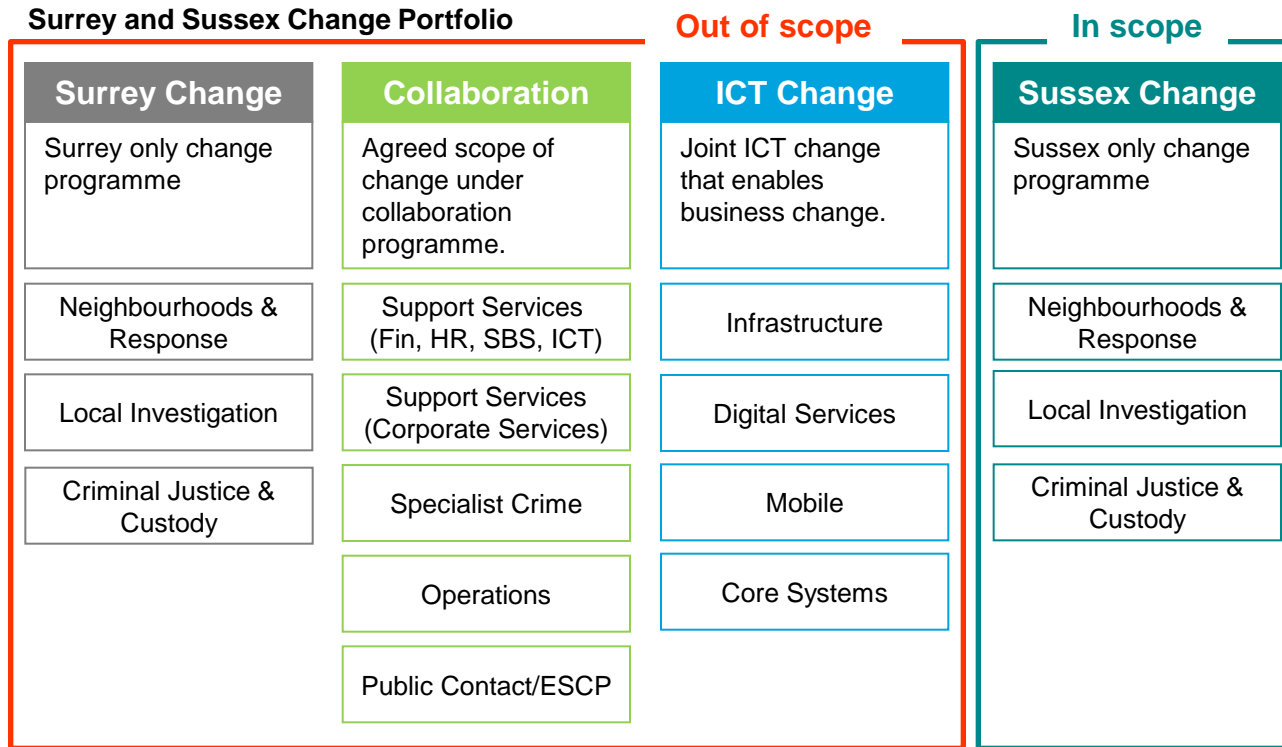 Surrey and Sussex Change Portfolio
Out of scope
In scope
Surrey Change
Surrey only change
programme
Neighbourhoods &
Response
Local Investigation
Criminal Justice &
Custody
Collaboration
Agreed scope of
change under
collaboration
programme.
Support Services
(Fin, HR, SBS, ICT)
Support Services
(Corporate Services)
Specialist Crime
Operations
Public Contact/ESCP
ICT Change
Joint ICT change
that enables
business change.
Infrastructure
Digital Services
Mobile
Core Systems
Sussex Change
Sussex only change
programme
Neighbourhoods &
Response
Local Investigation
Criminal Justice &
Custody